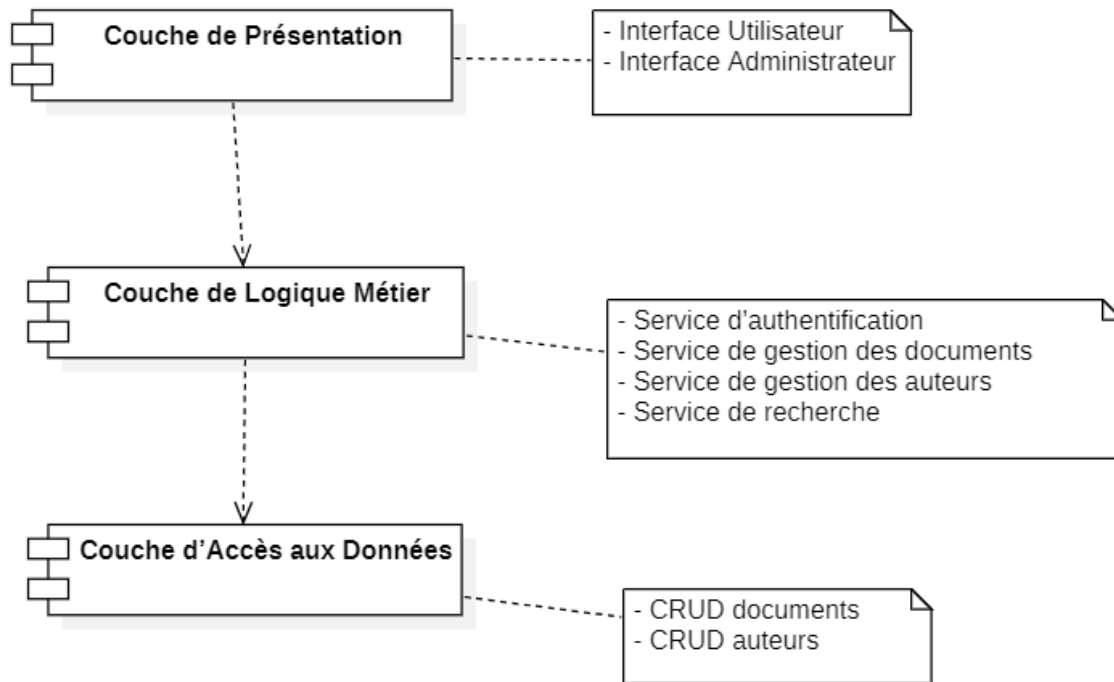 Couche de Présentation
- Interface Utilisateur
- Interface Administrateur
Couche de Logique Métier
- Service d'authentification
- Service de gestion des documents
- Service de gestion des auteurs
- Service de recherche
Couche d'Accès aux Données
- CRUD documents
- CRUD auteurs